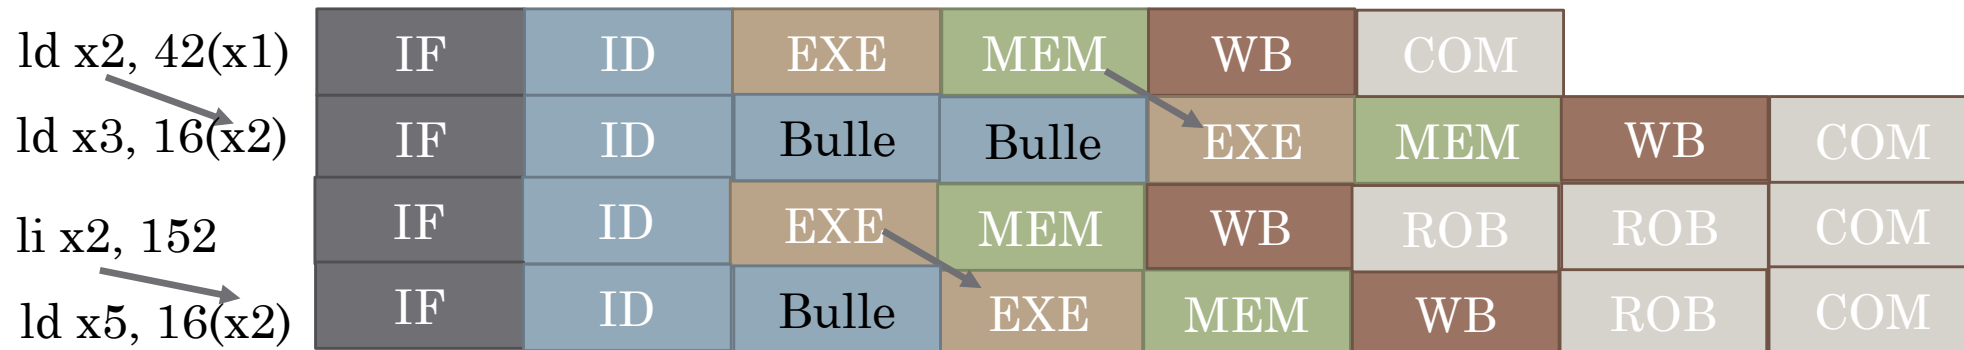 ld x2, 42(x1) IF ID EXE MEM WB COM
ld x3, 16(x2) IF ID Bulle Bulle EXE MEM WB COM
li x2, 152 IF ID EXE MEM WB ROB ROB COM
ld x5, 16(x2) IF ID Bulle EXE MEM WB ROB COM